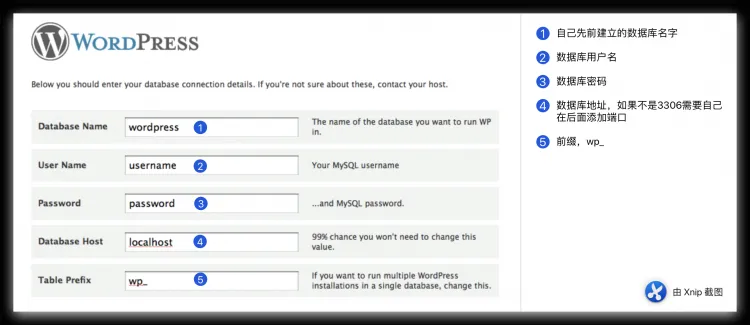 WORDPRESS
Below you should enter your database connection details. If you're not sure about these, contact your host.
Database Name
wordpress
1
The name of the database you want to run WP
in.
User Name
username
2
Your MySQL username
Password
password
3
...and MySQL password.
Database Host
localhost
4
99% chance you won't need to change this
value.
Table Prefix
wp_
5
If you want to run multiple WordPress
installations in a single database, change this.
1 自己先前建立的数据库名字
2 数据库用户名
3 数据库密码
4 数据库地址，如果不是3306需要自己
在后面添加端口
5 前缀，wp_
由 Xnip 截图